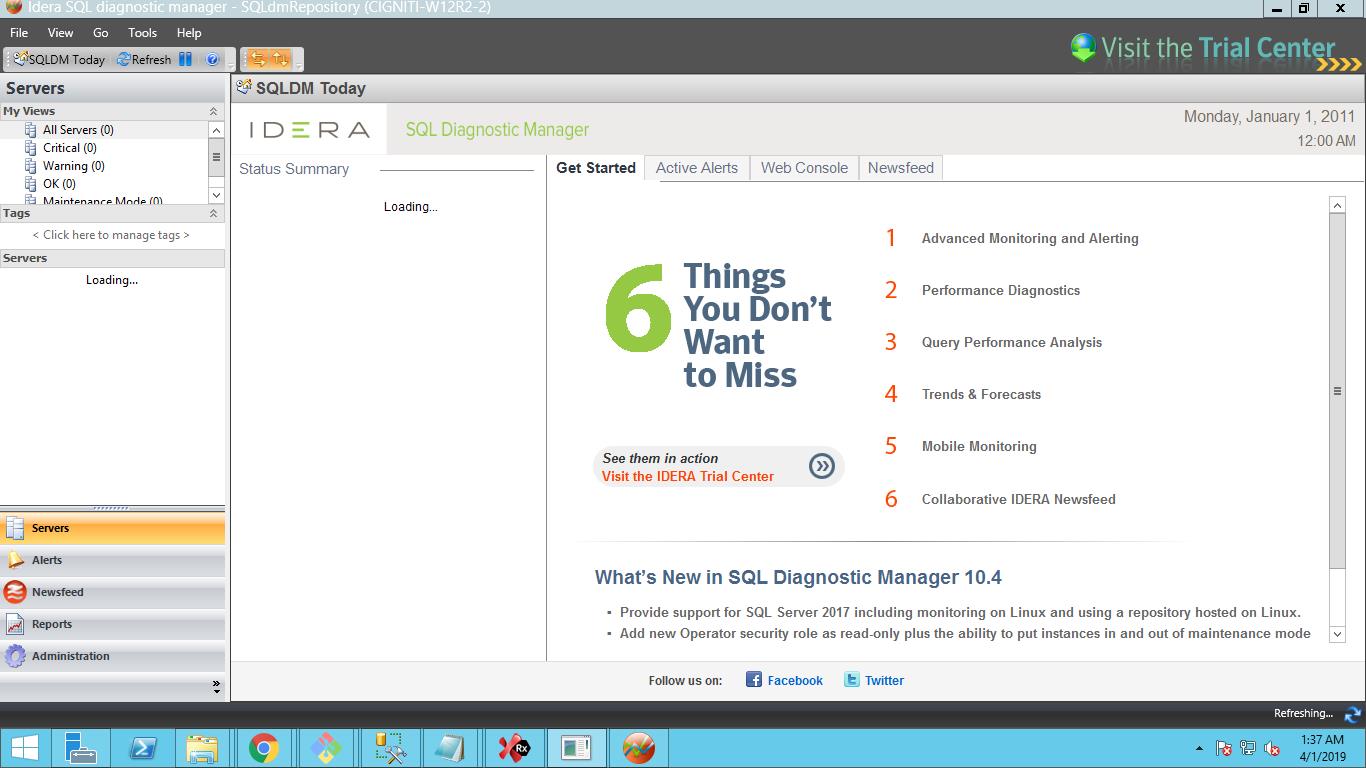 Idera SQL diagnostic manager - SQLdmRepository (CIGNITI-W12R2-2)
File View Go Tools Help
SQLDM Today Refresh
Visit the Trial Center
Servers
My Views
All Servers (0)
Critical (0)
Warning (0)
OK (0)
Maintenance Mode (0)
Tags
< Click here to manage tags >
Servers
Loading...
Servers
Alerts
Newsfeed
Reports
Administration
SQLDM Today
IDERA SQL Diagnostic Manager
Monday, January 1, 2011
12:00 AM
Status Summary
Loading...
Get Started Active Alerts Web Console Newsfeed
6 Things
You Don't
Want
to Miss
See them in action
Visit the IDERA Trial Center
1 Advanced Monitoring and Alerting
2 Performance Diagnostics
3 Query Performance Analysis
4 Trends & Forecasts
5 Mobile Monitoring
6 Collaborative IDERA Newsfeed
What's New in SQL Diagnostic Manager 10.4
▪ Provide support for SQL Server 2017 including monitoring on Linux and using a repository hosted on Linux.
▪ Add new Operator security role as read-only plus the ability to put instances in and out of maintenance mode
Follow us on: Facebook Twitter
Refreshing...
Rx
1:37 AM
4/1/2019